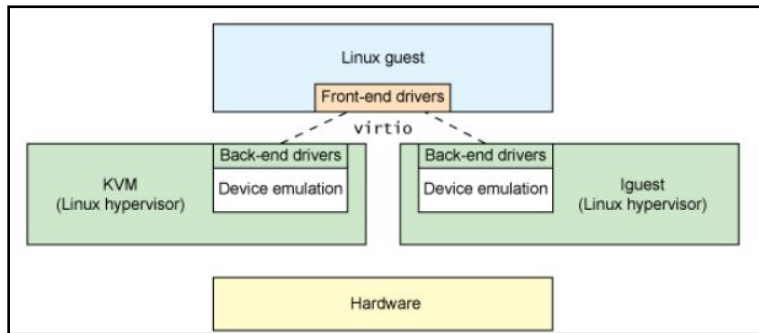 Linux guest
Front-end drivers
virtio
Back-end drivers
Device emulation
KVM
(Linux hypervisor)
Back-end drivers
Device emulation
lguest
(Linux hypervisor)
Hardware